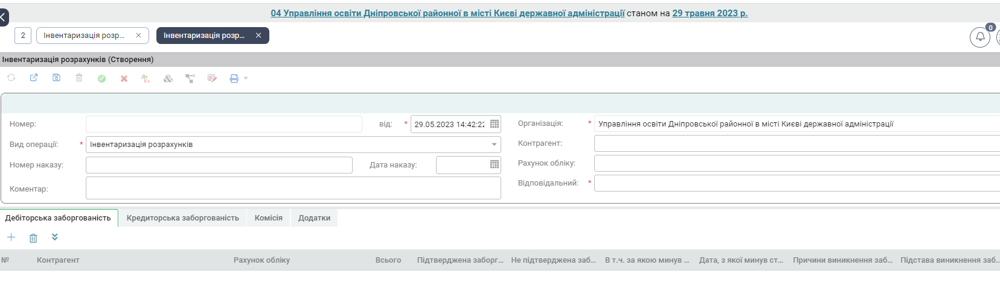 04 Управління освіти Дніпровської районної в місті Києві державної адміністрації станом на 29 травня 2023 р.
2 Інвентаризація розр... × Інвентаризація розр... × 0
Інвентаризація розрахунків (Створення)
Дт Кт
Номер: від: * 29.05.2023 14:42:22 Організація: * Управління освіти Дніпровської районної в місті Києві державної адміністрації
Вид операції: * Інвентаризація розрахунків Контрагент:
Номер наказу: Дата наказу: Рахунок обліку:
Коментар: Відповідальний: *
Дебіторська заборгованість Кредиторська заборгованість Комісія Додатки
№ Контрагент Рахунок обліку Всього Підтверджена заборг... Не підтверджена заб... В т.ч. за якою минув ... Дата, з якої минув ст... Причини виникнення заб... Підстава виникнення заб...